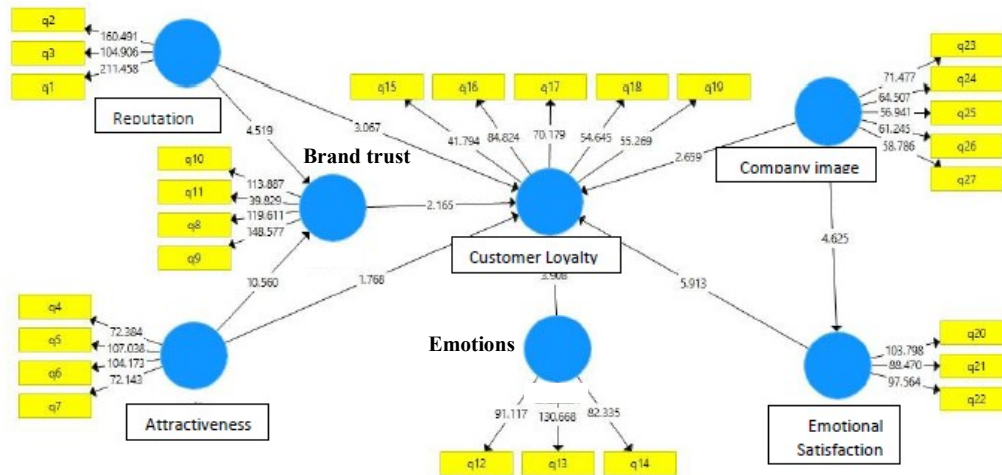 q2
q3
q1
160.491
104.906
211.458
Reputation
4.519
3.067
q15
q16
q17
q18
q19
41.794
84.824
70.179
54.645
55.269
q23
q24
q25
q26
q27
71.477
64.507
56.941
61.245
58.786
Company image
2.659
4.625
Brand trust
q10
q11
q8
q9
113.887
39.829
119.611
148.577
2.165
Customer Loyalty
10.560
1.768
3.908
5.913
q4
q5
q6
q7
72.384
107.038
104.173
72.143
Attractiveness
Emotions
91.117
130.668
82.335
q12
q13
q14
q20
q21
q22
103.798
88.470
97.564
Emotional
Satisfaction